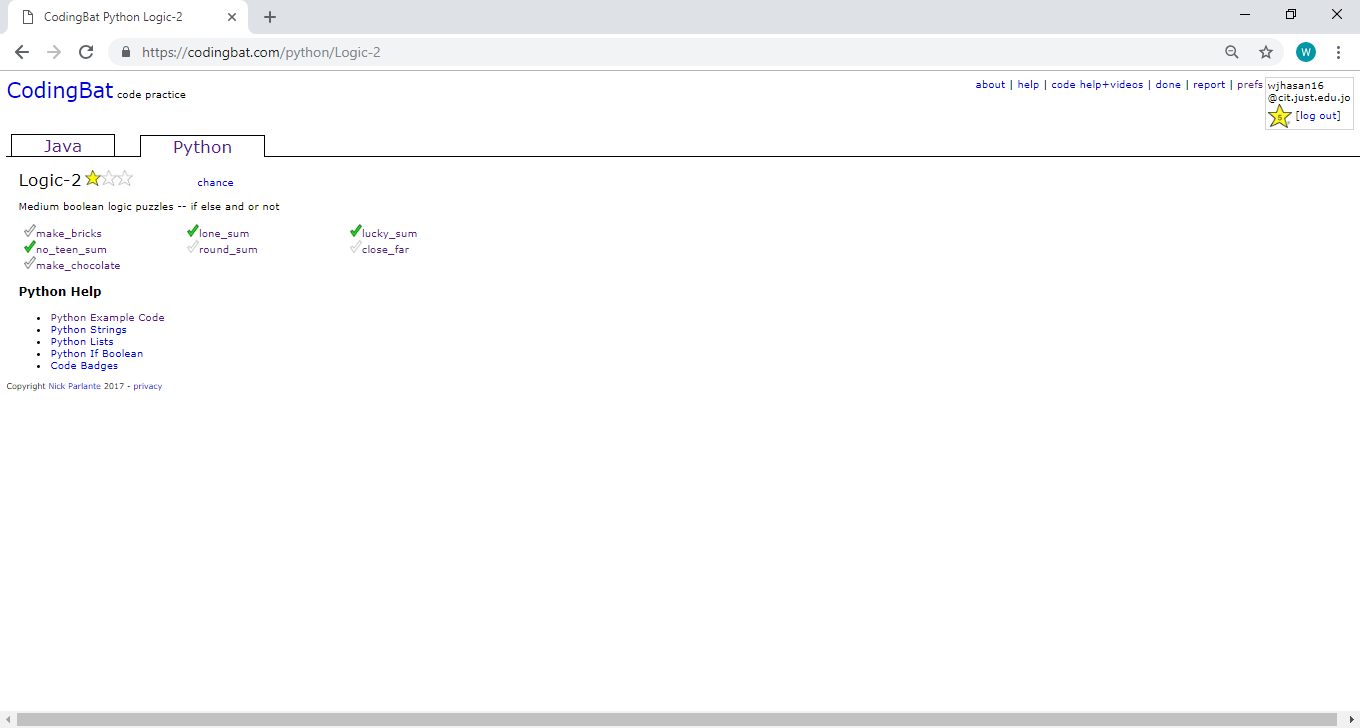 CodingBat Python Logic-2
https://codingbat.com/python/Logic-2
W
CodingBat code practice
about | help | code help+videos | done | report | prefs
wjhasan16
@cit.just.edu.jo
[log out]
Java
Python
Logic-2
chance
Medium boolean logic puzzles -- if else and or not
make_bricks lone_sum lucky_sum
no_teen_sum round_sum close_far
make_chocolate
Python Help
Python Example Code
Python Strings
Python Lists
Python If Boolean
Code Badges
Copyright Nick Parlante 2017 - privacy